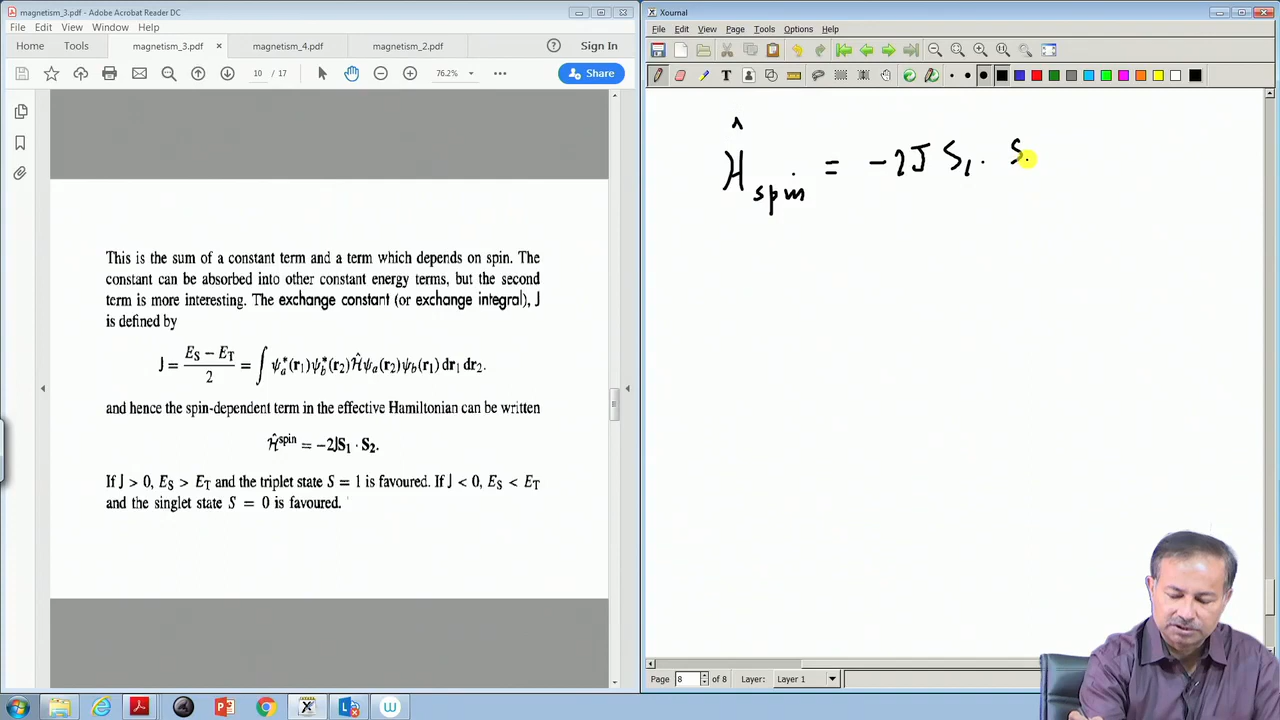 magnetism_3.pdf - Adobe Acrobat Reader DC
File Edit View Window Help
Home Tools magnetism_3.pdf × magnetism_4.pdf magnetism_2.pdf Sign In
10 / 17 76.2% Share
This is the sum of a constant term and a term which depends on spin. The
constant can be absorbed into other constant energy terms, but the second
term is more interesting. The exchange constant (or exchange integral), J
is defined by
J = \frac{E_S − E_T}{2} = ∫ ψ_a^*(r_1)ψ_b^*(r_2)Ĥψ_a(r_2)ψ_b(r_1) dr_1 dr_2.
and hence the spin-dependent term in the effective Hamiltonian can be written
Ĥ^{spin} = −2JS_1 · S_2.
If J > 0, E_S > E_T and the triplet state S = 1 is favoured. If J < 0, E_S < E_T
and the singlet state S = 0 is favoured.
Xournal
File Edit View Page Tools Options Help
Ĥ_{spin} = −2J S_1 · S
Page 8 of 8 Layer: Layer 1